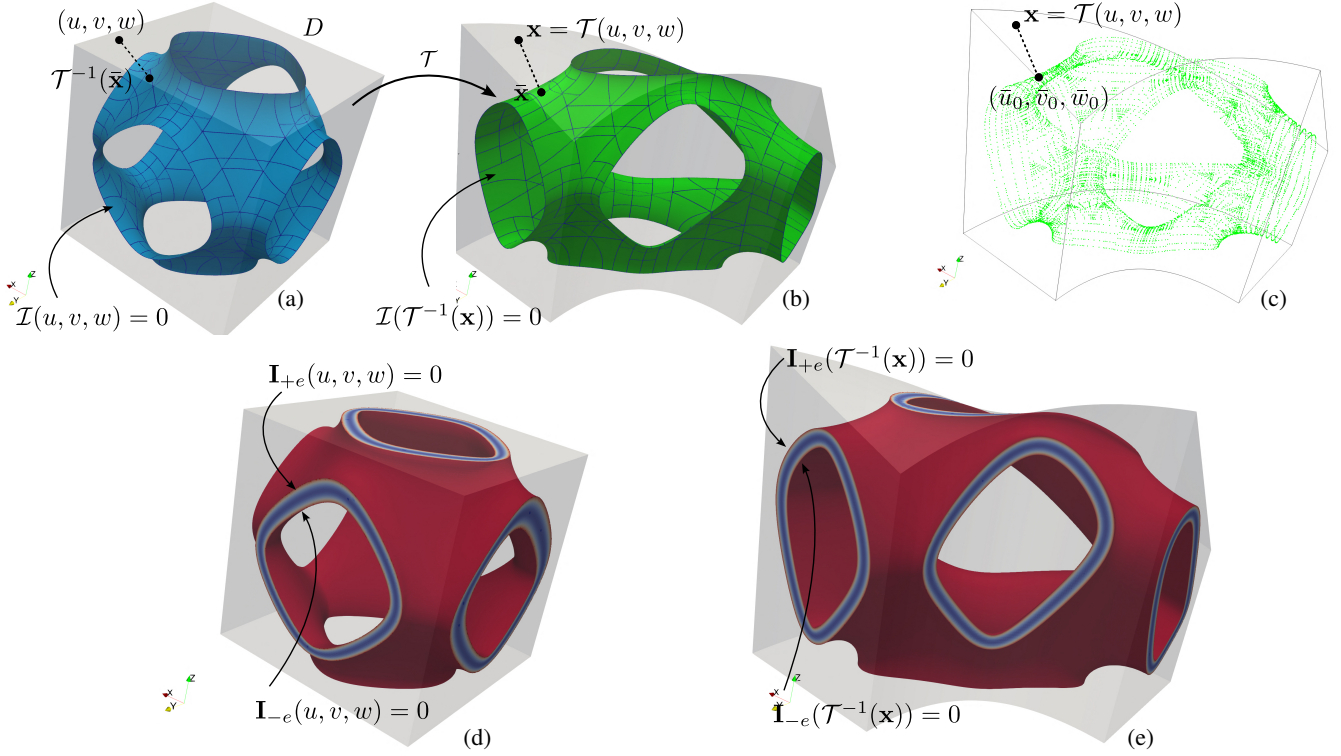 (u, v, w)
D
𝒯⁻¹(x̄)
ℐ(u, v, w) = 0
X
Y
Z
(a)
𝒯
𝐱 = 𝒯(u, v, w)
𝐱̄
ℐ(𝒯⁻¹(𝐱)) = 0
X
Y
Z
(b)
𝐱 = 𝒯(u, v, w)
(ū₀, v̄₀, w̄₀)
X
Y
Z
(c)
𝐈₊ₑ(u, v, w) = 0
𝐈₋ₑ(u, v, w) = 0
X
Y
Z
(d)
𝐈₊ₑ(𝒯⁻¹(𝐱)) = 0
𝐈₋ₑ(𝒯⁻¹(𝐱)) = 0
X
Y
Z
(e)